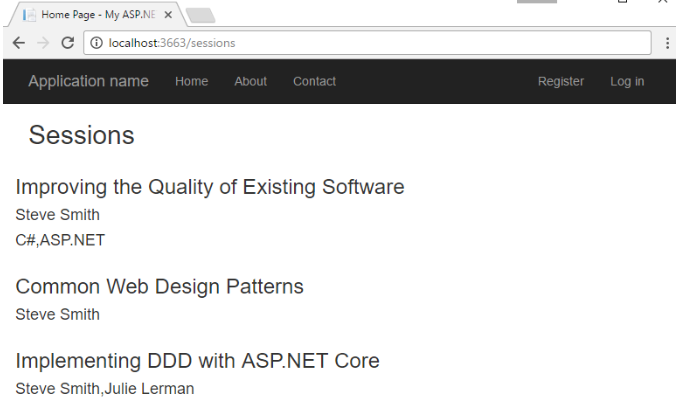 Home Page - My ASP.NE
localhost:3663/sessions
Application name Home About Contact Register Log in
Sessions
Improving the Quality of Existing Software
Steve Smith
C#,ASP.NET
Common Web Design Patterns
Steve Smith
Implementing DDD with ASP.NET Core
Steve Smith,Julie Lerman